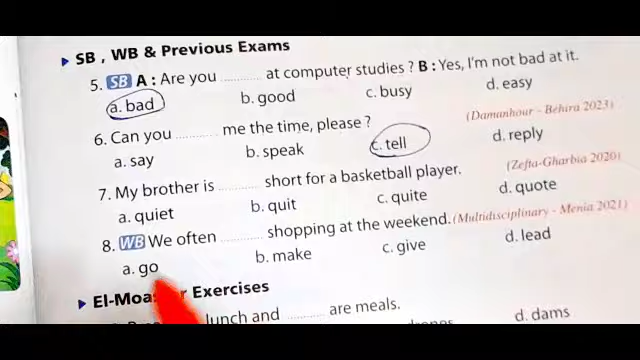 SB , WB & Previous Exams
5. SB A : Are you ............ at computer studies ? B : Yes, I'm not bad at it.
a. bad b. good c. busy d. easy
6. Can you ............ me the time, please ? (Damanhour - Behira 2023)
a. say b. speak c. tell d. reply
7. My brother is ............ short for a basketball player. (Zefta-Gharbia 2020)
a. quiet b. quit c. quite d. quote
8. WB We often ............ shopping at the weekend. (Multidisciplinary - Menia 2021)
a. go b. make c. give d. lead
Exercises
lunch and ............ are meals.
d. dams